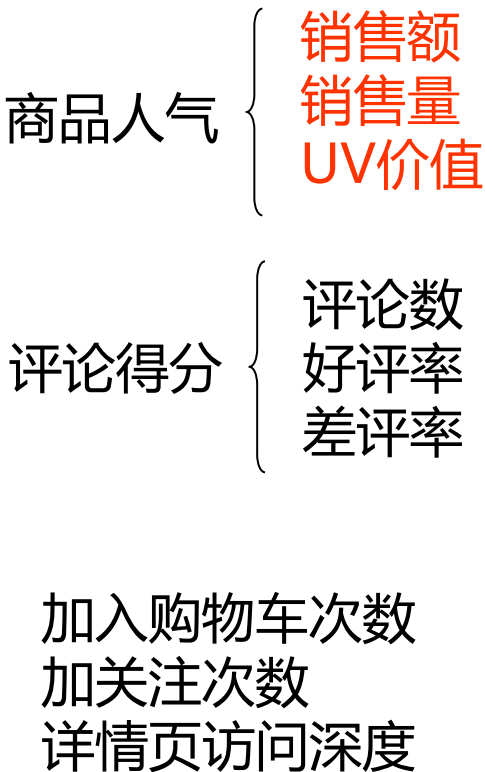 商品人气
销售额
销售量
UV价值
评论得分
评论数
好评率
差评率
加入购物车次数
加关注次数
详情页访问深度